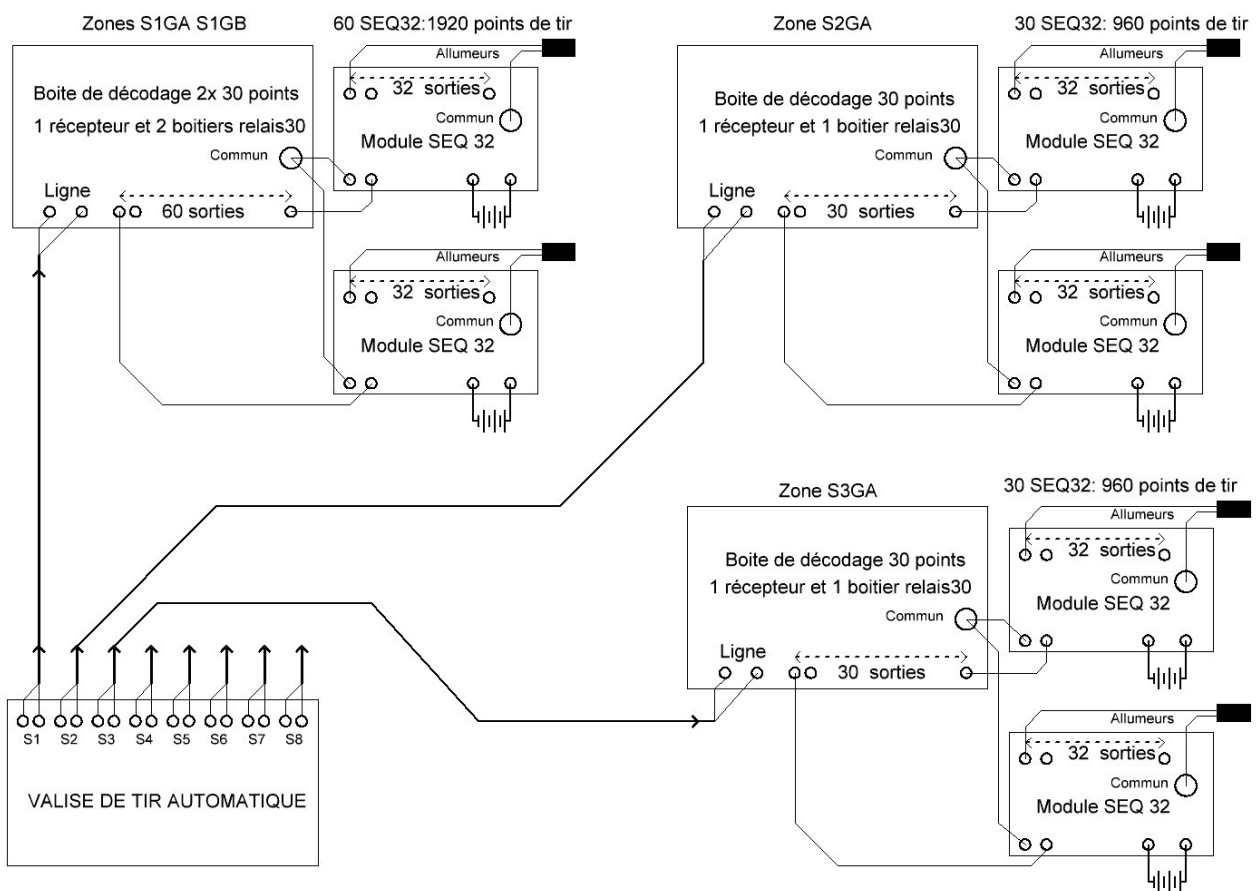 Zones S1GA S1GB
60 SEQ32:1920 points de tir
Allumeurs
Boite de décodage 2x 30 points
1 récepteur et 2 boitiers relais30
Commun
Ligne
60 sorties
32 sorties
Commun
Module SEQ 32
Allumeurs
32 sorties
Commun
Module SEQ 32
Zone S2GA
30 SEQ32: 960 points de tir
Allumeurs
Boite de décodage 30 points
1 récepteur et 1 boitier relais30
Commun
Ligne
30 sorties
32 sorties
Commun
Module SEQ 32
Allumeurs
32 sorties
Commun
Module SEQ 32
Zone S3GA
30 SEQ32: 960 points de tir
Allumeurs
Boite de décodage 30 points
1 récepteur et 1 boitier relais30
Commun
Ligne
30 sorties
32 sorties
Commun
Module SEQ 32
Allumeurs
32 sorties
Commun
Module SEQ 32
S1 S2 S3 S4 S5 S6 S7 S8
VALISE DE TIR AUTOMATIQUE